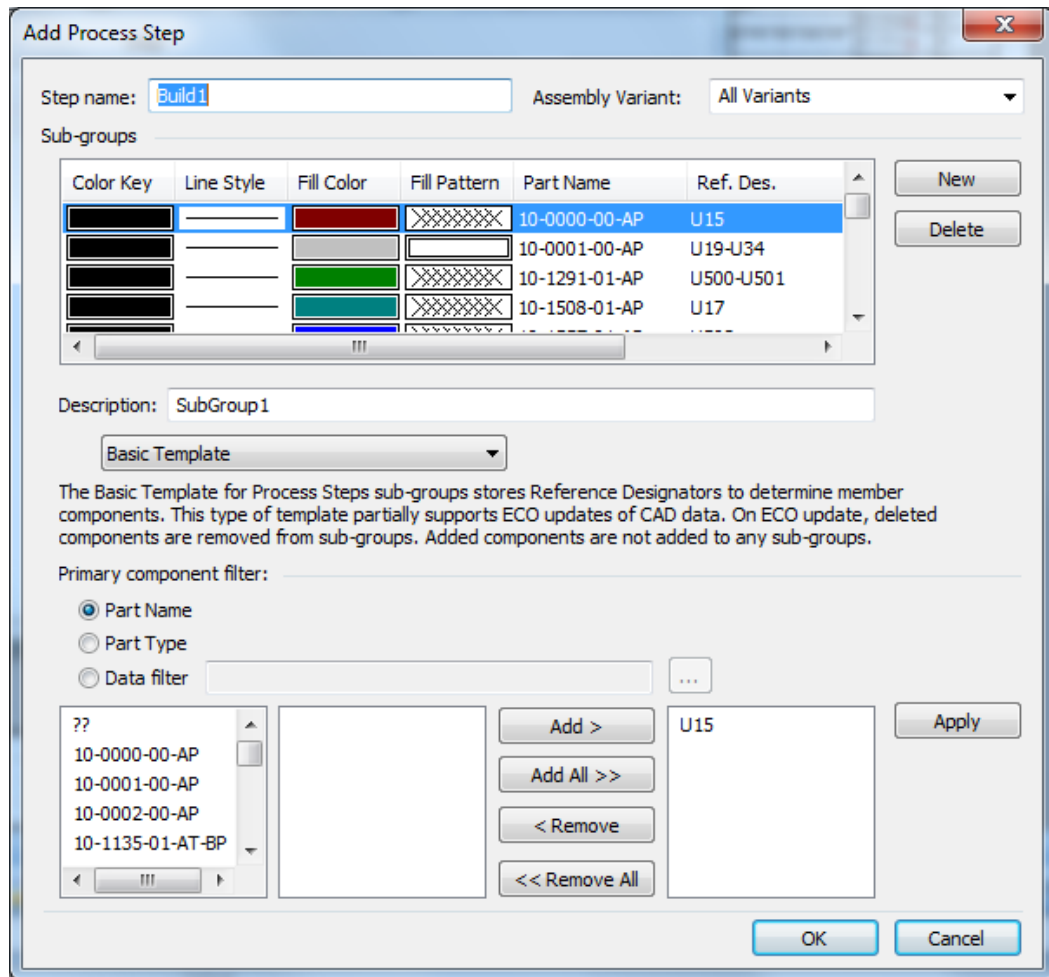 Add Process Step
Step name: Build1 Assembly Variant: All Variants
Sub-groups
Color Key Line Style Fill Color Fill Pattern Part Name Ref. Des.
10-0000-00-AP U15
10-0001-00-AP U19-U34
10-1291-01-AP U500-U501
10-1508-01-AP U17
New
Delete
Description: SubGroup1
Basic Template
The Basic Template for Process Steps sub-groups stores Reference Designators to determine member
components. This type of template partially supports ECO updates of CAD data. On ECO update, deleted
components are removed from sub-groups. Added components are not added to any sub-groups.
Primary component filter:
Part Name
Part Type
Data filter ...
??
10-0000-00-AP
10-0001-00-AP
10-0002-00-AP
10-1135-01-AT-BP
Add >
Add All >>
< Remove
<< Remove All
U15
Apply
OK Cancel